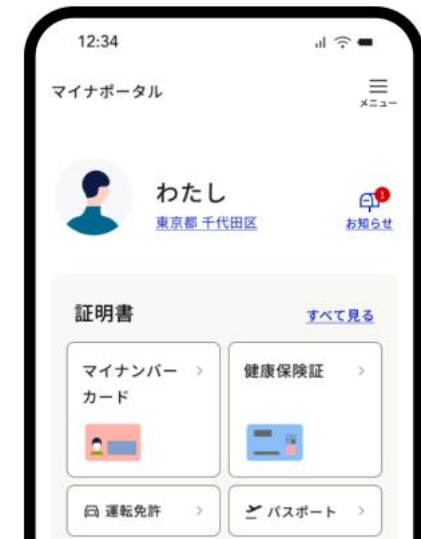 12:34
マイナポータル
メニュー
わたし
東京都 千代田区
1
お知らせ
証明書
すべて見る
マイナンバー
カード
健康保険証
運転免許
パスポート